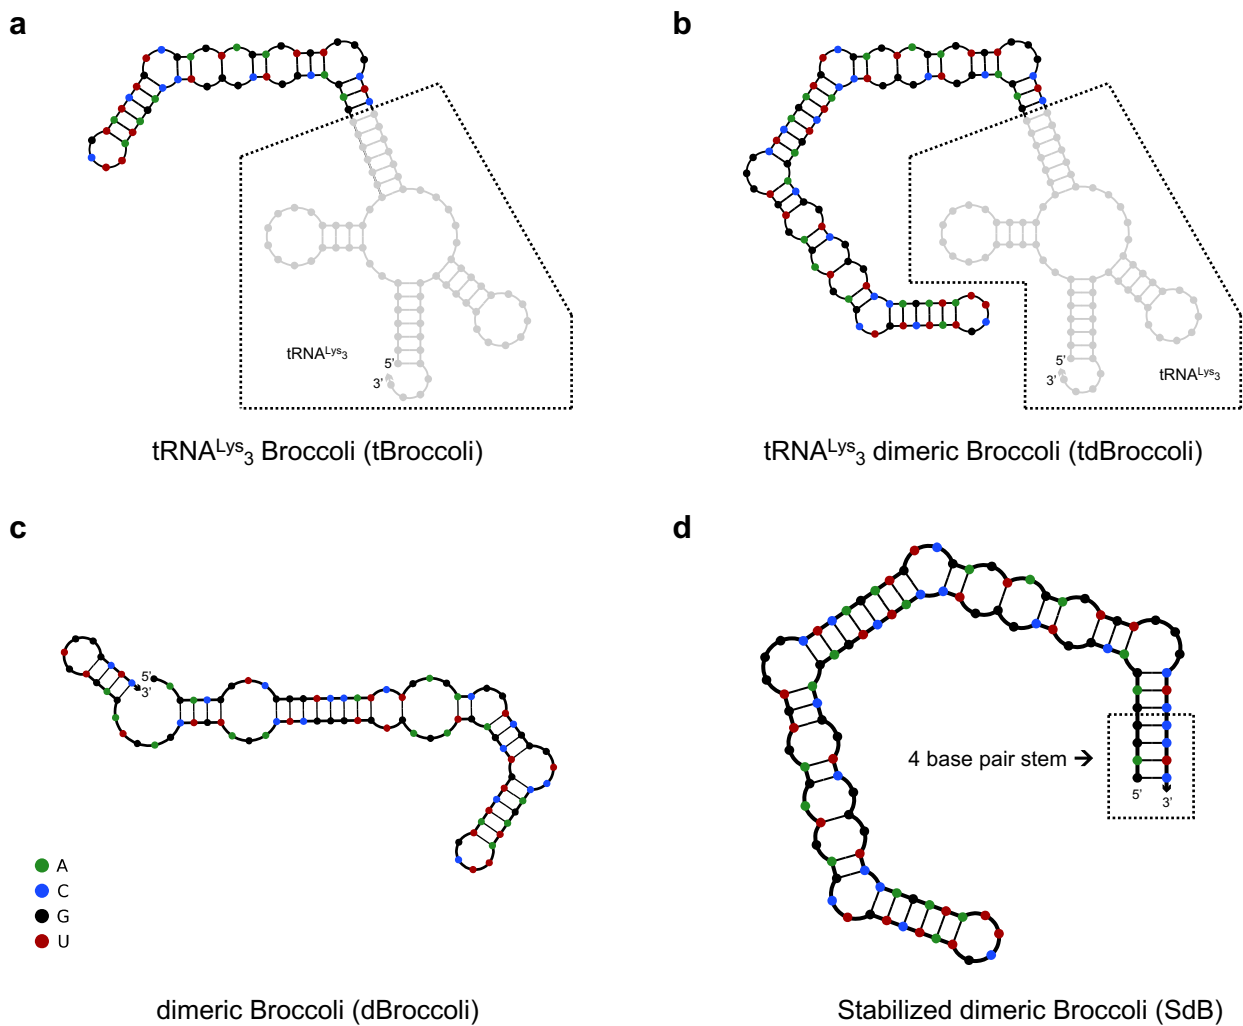 a
b
tRNALys3
5'
3'
5'
3'
tRNALys3
tRNALys3 Broccoli (tBroccoli)
tRNALys3 dimeric Broccoli (tdBroccoli)
c
d
5'
3'
4 base pair stem →
5'
3'
A
C
G
U
dimeric Broccoli (dBroccoli)
Stabilized dimeric Broccoli (SdB)